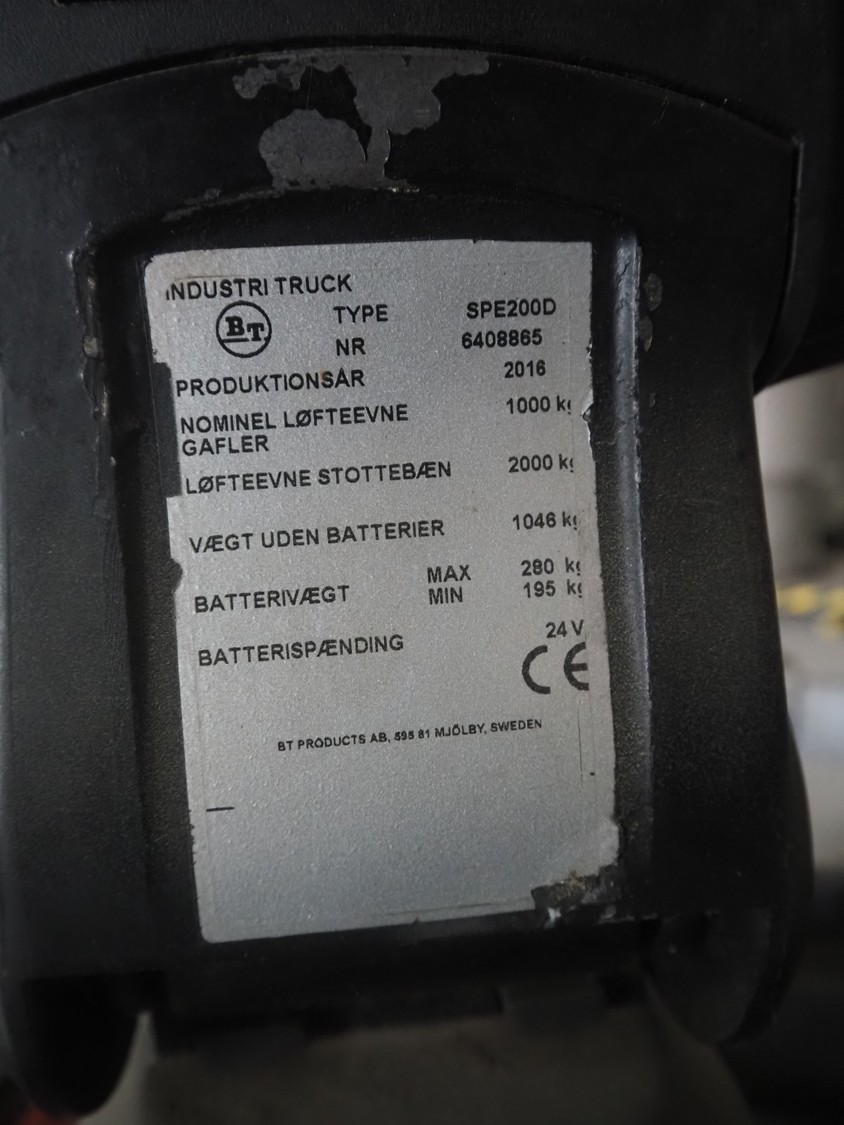 INDUSTRI TRUCK
BT
TYPE SPE200D
NR 6408865
PRODUKTIONSÅR 2016
NOMINEL LØFTEEVNE 1000 kg
GAFLER
LØFTEEVNE STOTTEBÆN 2000 kg
VÆGT UDEN BATTERIER 1046 kg
BATTERIVÆGT MAX 280 kg
MIN 195 kg
BATTERISPÆNDING 24 V
CE
BT PRODUCTS AB, 595 81 MJÖLBY, SWEDEN